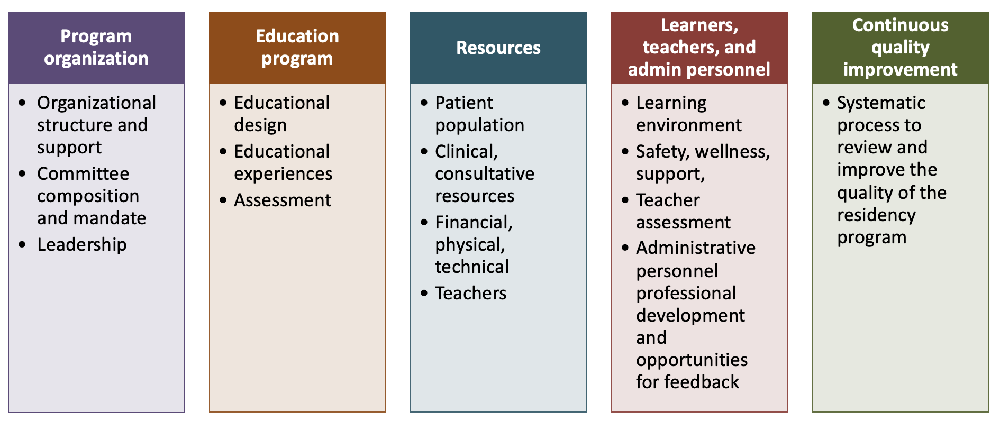 Program
organization
• Organizational
structure and
support
• Committee
composition
and mandate
• Leadership
Education
program
• Educational
design
• Educational
experiences
• Assessment
Resources
• Patient
population
• Clinical,
consultative
resources
• Financial,
physical,
technical
• Teachers
Learners,
teachers, and
admin personnel
• Learning
environment
• Safety, wellness,
support,
• Teacher
assessment
• Administrative
personnel
professional
development
and
opportunities
for feedback
Continuous
quality
improvement
• Systematic
process to
review and
improve the
quality of the
residency
program